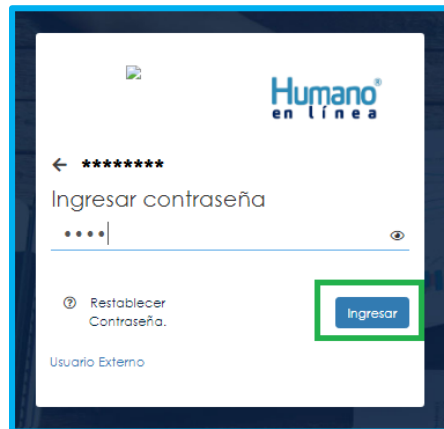 Humano®
en línea
← ********
Ingresar contraseña
••••
Restablecer
Contraseña.
Ingresar
Usuario Externo